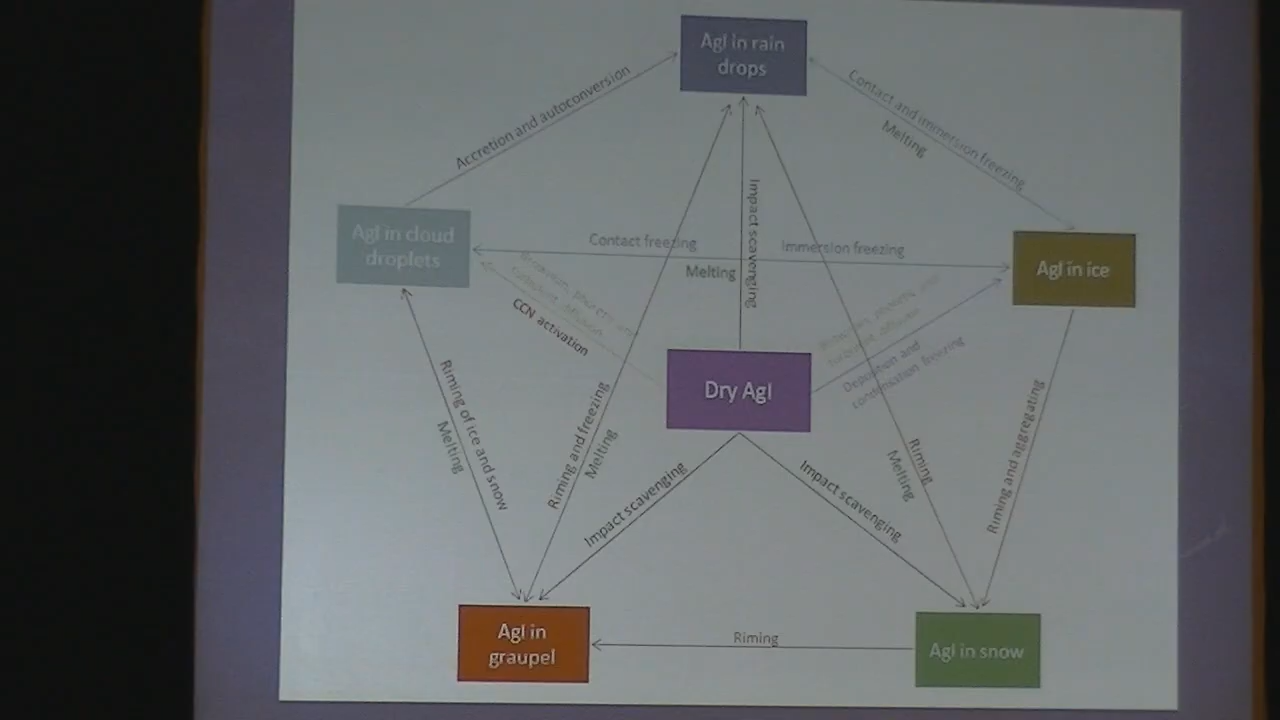 AgI in rain
drops
Accretion and autoconversion
Contact and immersion freezing
Melting
AgI in cloud
droplets
Contact freezing
Immersion freezing
Melting
Impact scavenging
AgI in ice
CCN activation
Dry AgI
Deposition and
condensation freezing
Riming of ice and snow
Melting
Riming and freezing
Melting
Impact scavenging
Impact scavenging
Riming
Melting
Riming and aggregating
AgI in
graupel
Riming
AgI in snow